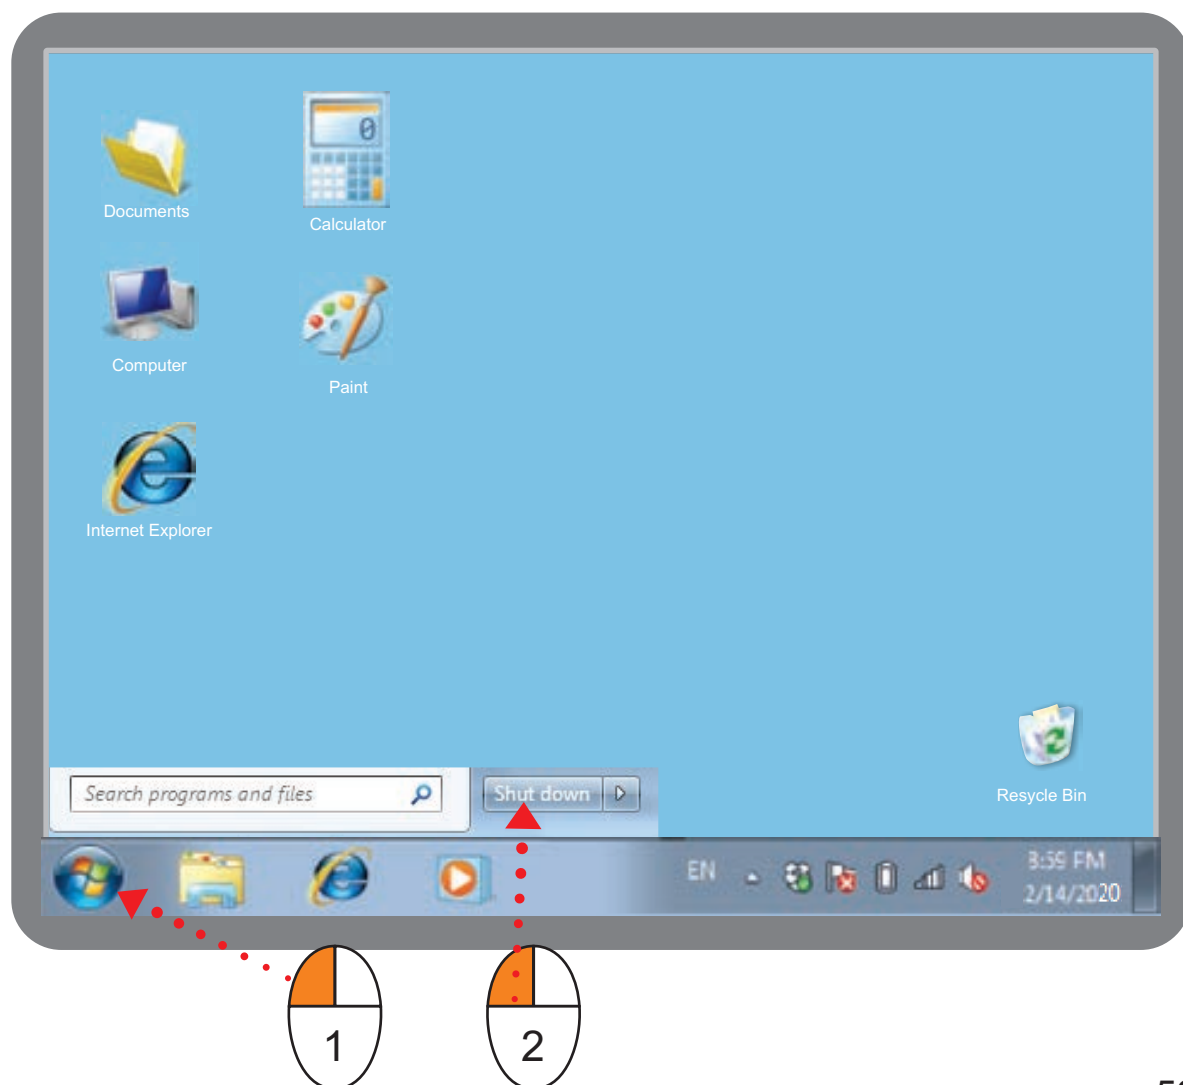 0
Documents
Calculator
Computer
Paint
Internet Explorer
Search programs and files
Shut down
Resycle Bin
EN
3:59 PM
2/14/2020
1
2